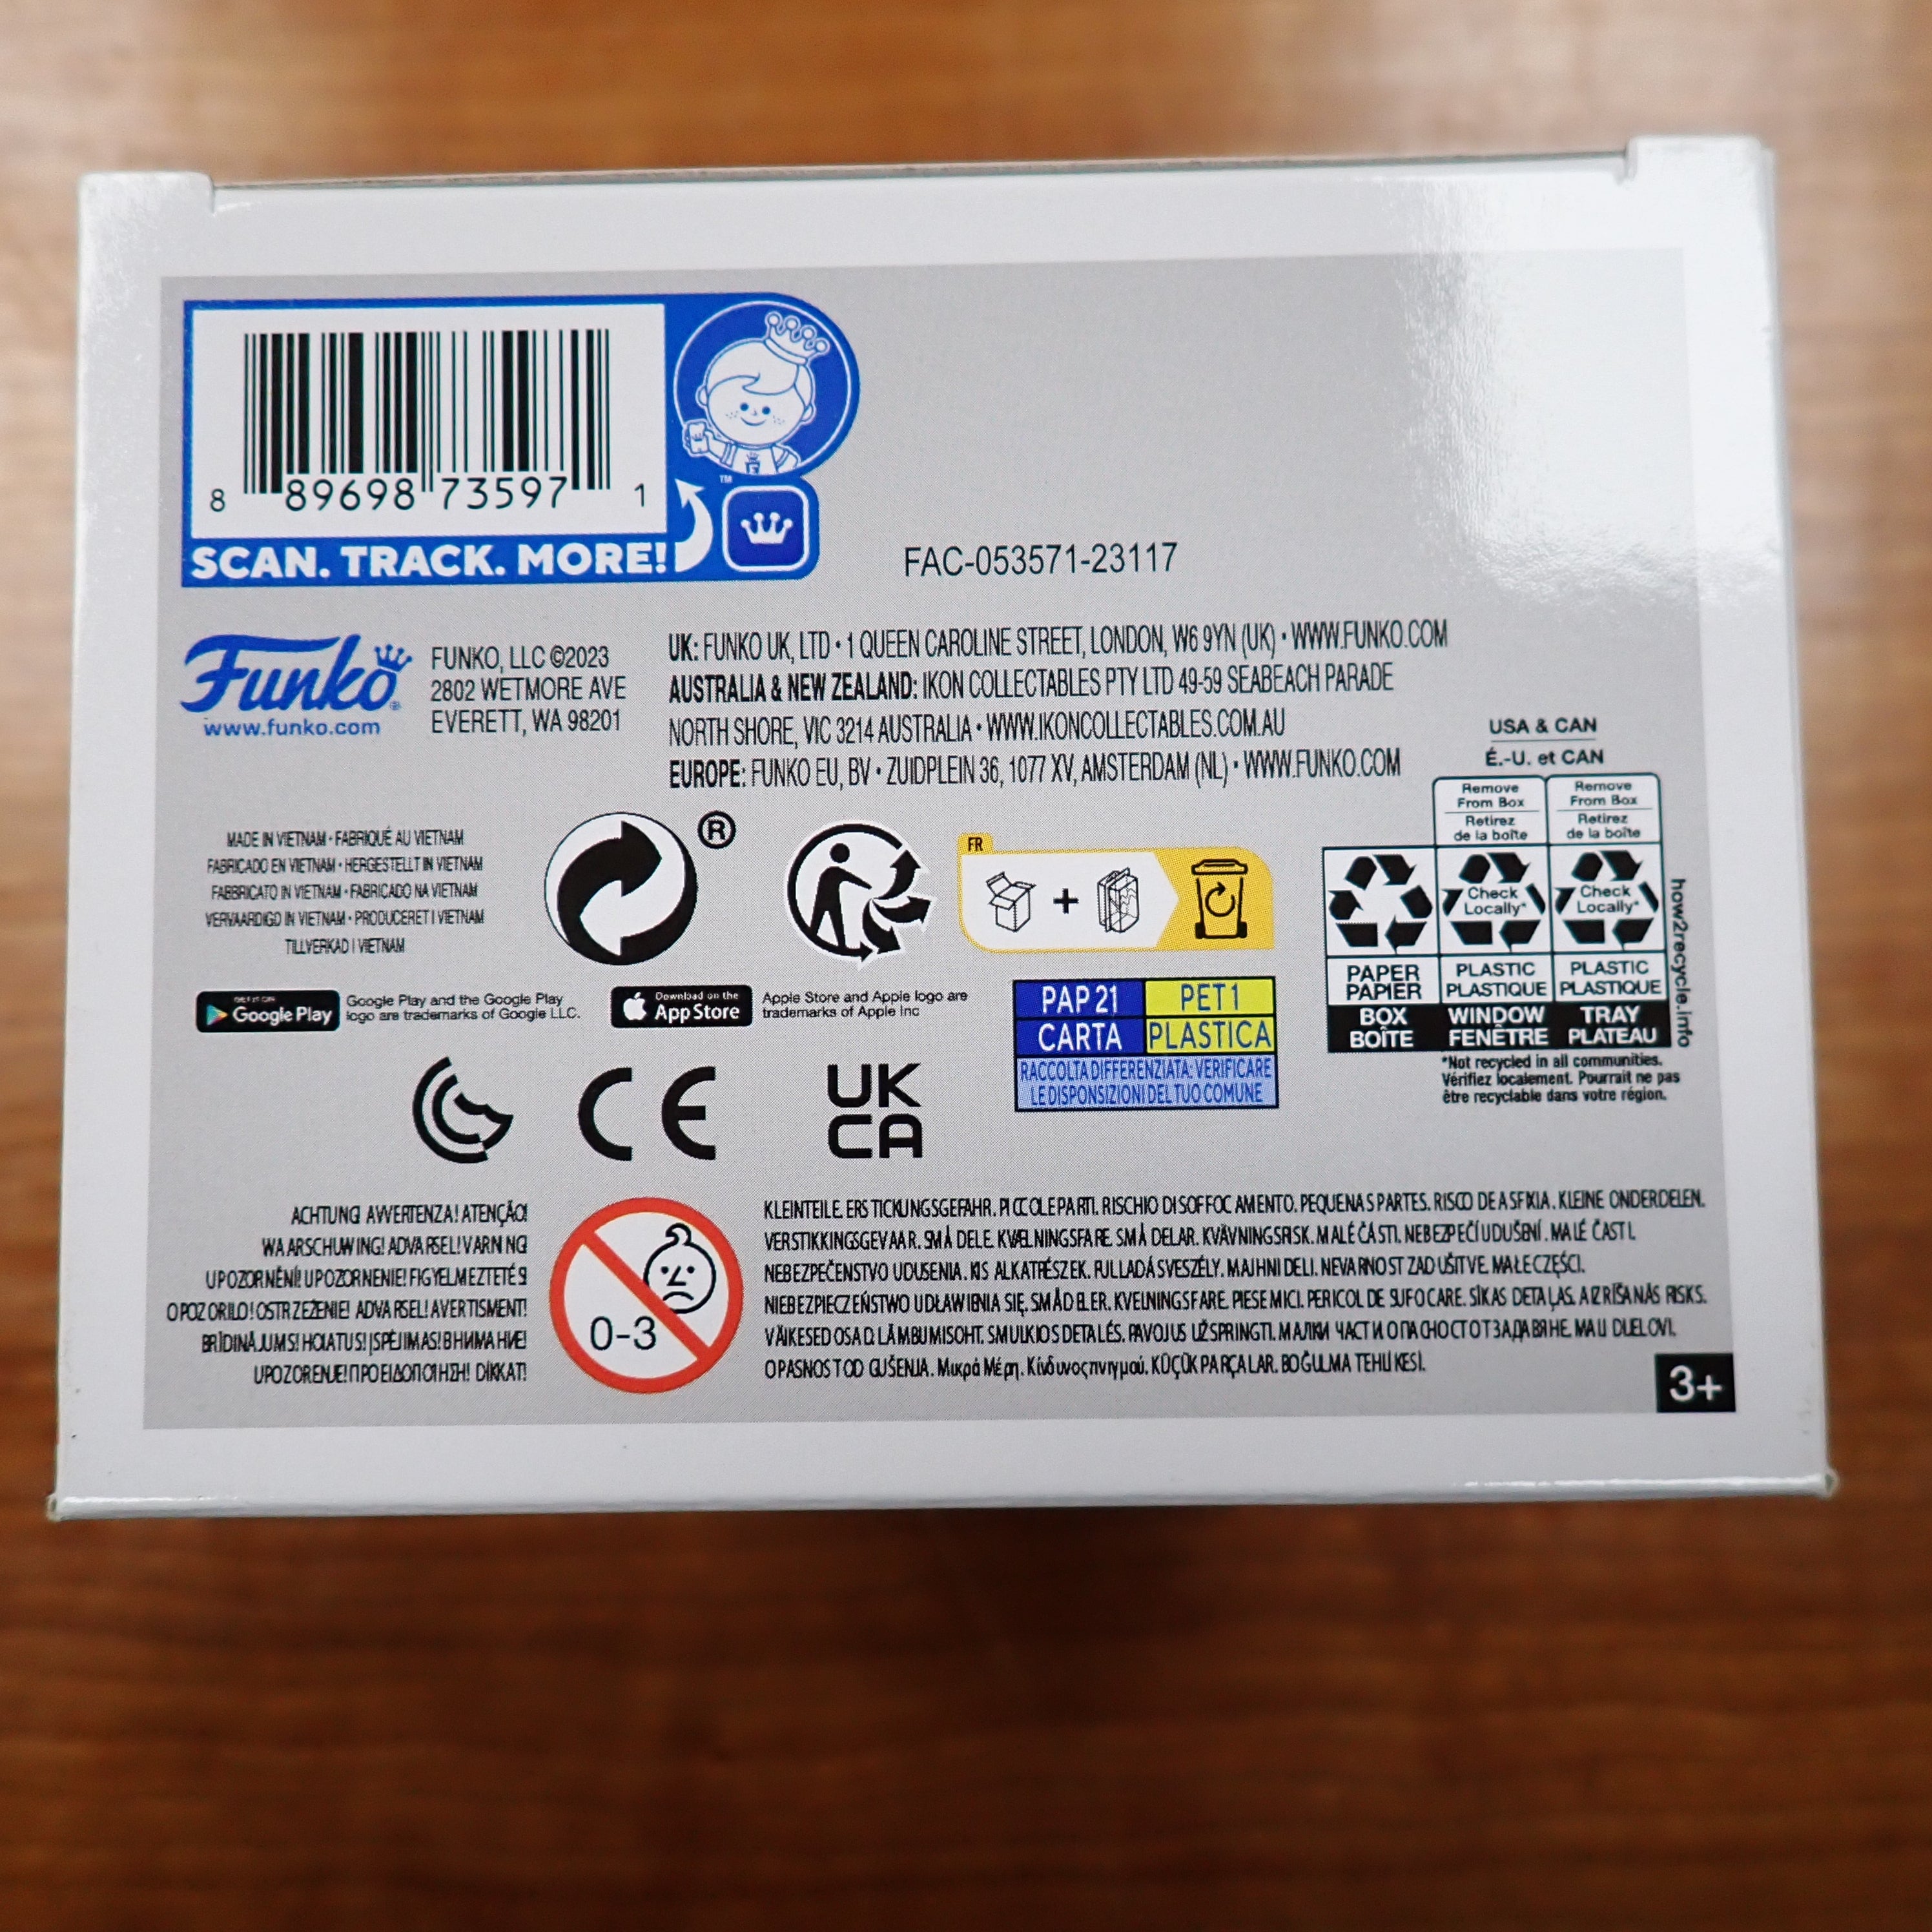 8 89698 73597 1
SCAN. TRACK. MORE!
™
FAC-053571-23117
Funko®
www.funko.com
FUNKO, LLC ©2023
2802 WETMORE AVE
EVERETT, WA 98201
UK: FUNKO UK, LTD • 1 QUEEN CAROLINE STREET, LONDON, W6 9YN (UK) • WWW.FUNKO.COM
AUSTRALIA & NEW ZEALAND: IKON COLLECTABLES PTY LTD 49-59 SEABEACH PARADE
NORTH SHORE, VIC 3214 AUSTRALIA • WWW.IKONCOLLECTABLES.COM.AU
EUROPE: FUNKO EU, BV • ZUIDPLEIN 36, 1077 XV, AMSTERDAM (NL) • WWW.FUNKO.COM
USA & CAN
É.-U. et CAN
Remove From Box
Retirez de la boîte
Remove From Box
Retirez de la boîte
Check Locally*
Check Locally*
PAPER PAPIER
PLASTIC PLASTIQUE
PLASTIC PLASTIQUE
BOX BOÎTE
WINDOW FENÊTRE
TRAY PLATEAU
how2recycle.info
*Not recycled in all communities.
Vérifiez localement. Pourrait ne pas
être recyclable dans votre région.
MADE IN VIETNAM • FABRIQUÉ AU VIETNAM
FABRICADO EN VIETNAM • HERGESTELLT IN VIETNAM
FABBRICATO IN VIETNAM • FABRICADO NA VIETNAM
VERVAARDIGD IN VIETNAM • PRODUCERET I VIETNAM
TILLVERKAD I VIETNAM
®
FR
+
GET IT ON
Google Play
Google Play and the Google Play
logo are trademarks of Google LLC.
Download on the
App Store
Apple Store and Apple logo are
trademarks of Apple Inc
PAP 21 PET 1
CARTA PLASTICA
RACCOLTA DIFFERENZIATA: VERIFICARE
LE DISPONSIZIONI DEL TUO COMUNE
CE
UK
CA
ACHTUNG! AVVERTENZA! ATENÇÃO!
WAARSCHUWING! ADVARSEL! VARNING
UPOZORNĚNÍ! UPOZORNENIE! FIGYELMEZTETÉS!
OPOZORILO! OSTRZEŻENIE! ADVARSEL! AVERTISMENT!
BRĪDINĀJUMS! HOIATUS! ĮSPĖJIMAS! ВНИМАНИЕ!
UPOZORENJE! ΠΡΟΕΙΔΟΠΟΙΗΣΗ! DİKKAT!
0-3
KLEINTEILE. ERSTICKUNGSGEFAHR. PICCOLE PARTI. RISCHIO DI SOFFOCAMENTO. PEQUENAS PARTES. RISCO DE ASFIXIA. KLEINE ONDERDELEN.
VERSTIKKINGSGEVAAR. SMÅ DELE. KVÆLNINGSFARE. SMÅ DELAR. KVÄVNINGSRISK. MALÉ ČÁSTI. NEBEZPEČÍ UDUŠENÍ. MALÉ ČASTI.
NEBEZPEČENSTVO UDUSENIA. KIS ALKATRÉSZEK. FULLADÁSVESZÉLY. MAJHNI DELI. NEVARNOST ZADUŠITVE. MAŁE CZĘŚCI.
NIEBEZPIECZEŃSTWO UDŁAWIENIA SIĘ. SMÅ DELER. KVELNINGSFARE. PIESE MICI. PERICOL DE SUFOCARE. SĪKAS DETAĻAS. AIZRĪŠANĀS RISKS.
VÄIKESED OSAD. LÄMBUMISOHT. SMULKIOS DETALĖS. PAVOJUS UŽSPRINGTI. МАЛКИ ЧАСТИ ОПАСНОСТ ОТ ЗАДАВЯНЕ. MALI DIJELOVI.
OPASNOST OD GUŠENJA. Μικρά Μέρη. Κίνδυνος πνιγμού. KÜÇÜK PARÇALAR. BOĞULMA TEHLİKESİ.
3+